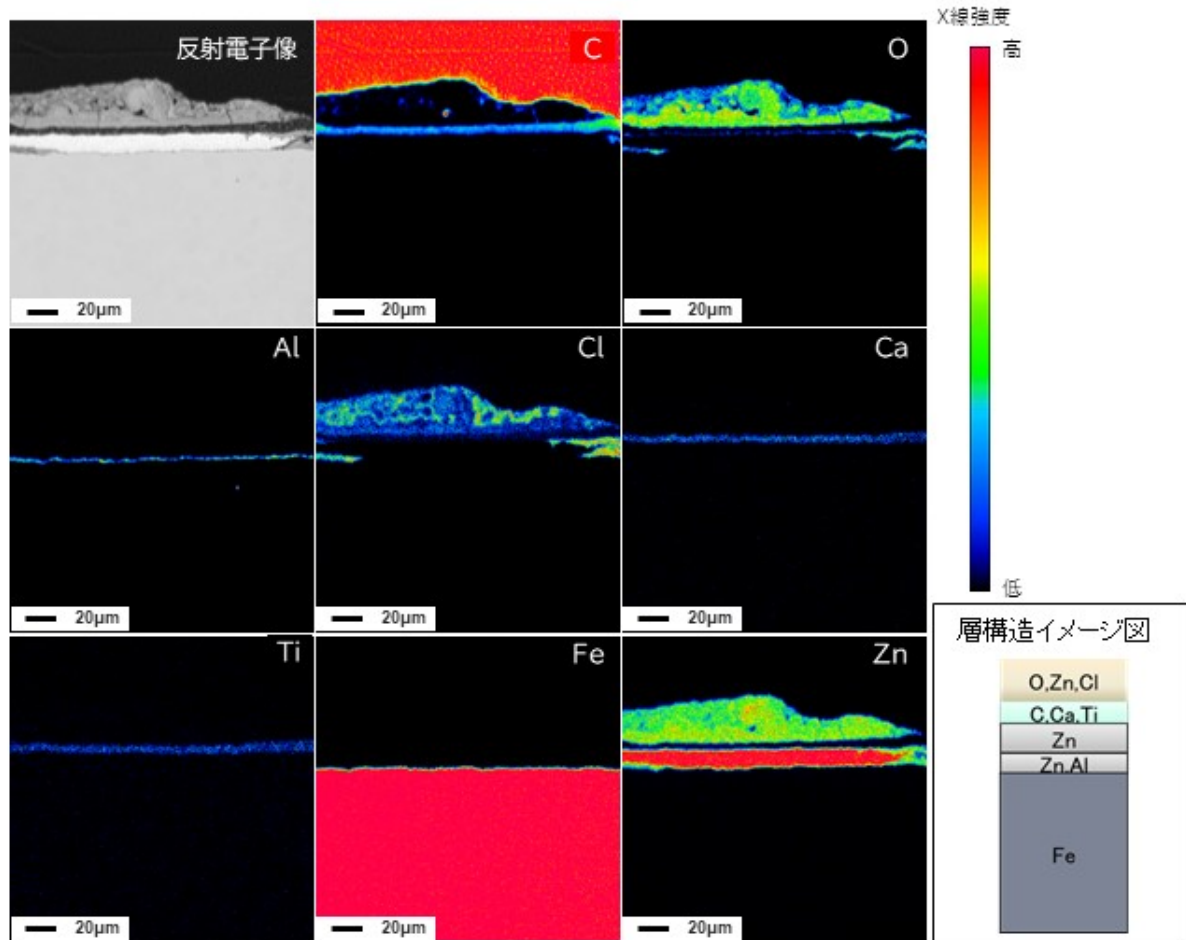 X線強度
反射電子像
C
O
高
20μm
20μm
20μm
Al
Cl
Ca
低
20μm
20μm
20μm
層構造イメージ図
Ti
Fe
Zn
O,Zn,Cl
C,Ca,Ti
Zn
Zn,Al
Fe
20μm
20μm
20μm